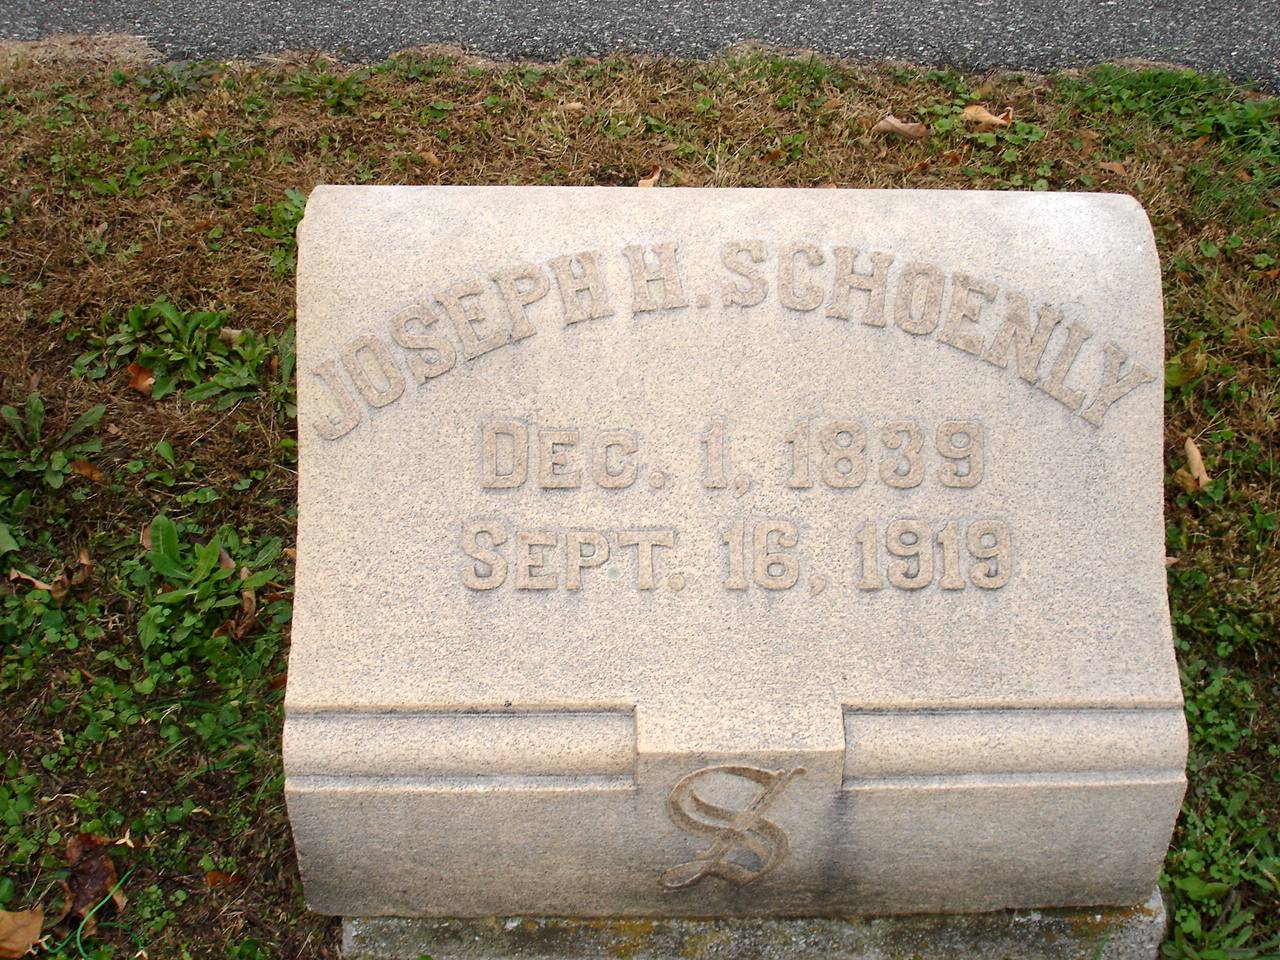 JOSEPH H. SCHOENLY
DEC. 1, 1839
SEPT. 16, 1919
S